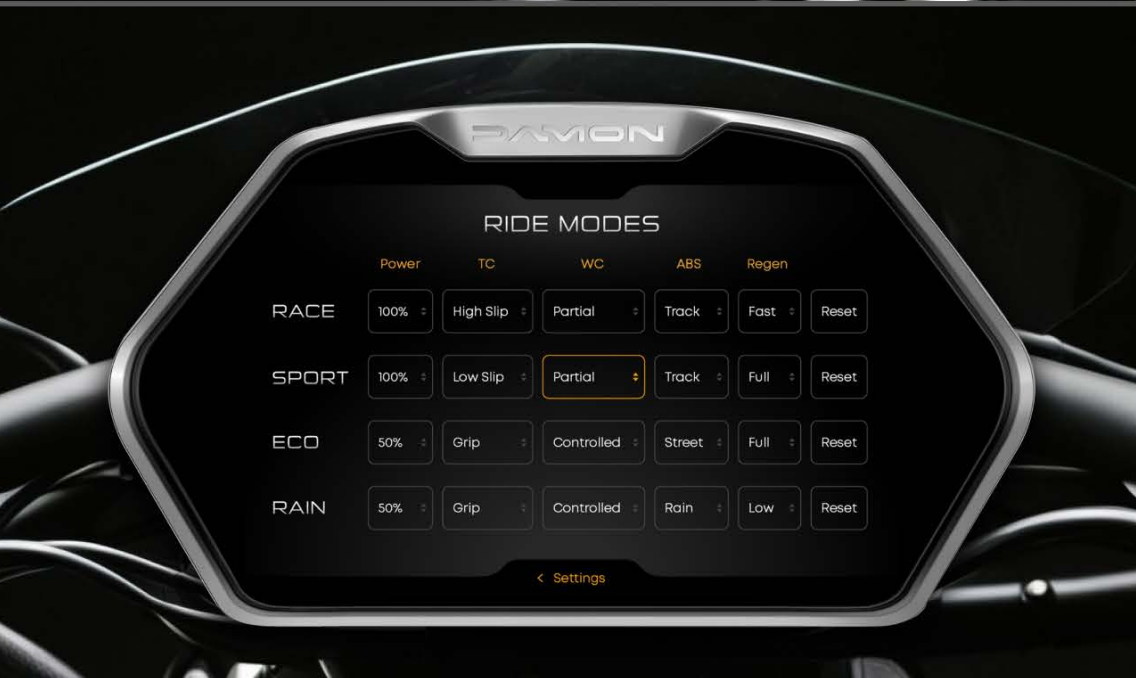 DAMON
RIDE MODES
Power TC WC ABS Regen
RACE 100% High Slip Partial Track Fast Reset
SPORT 100% Low Slip Partial Track Full Reset
ECO 50% Grip Controlled Street Full Reset
RAIN 50% Grip Controlled Rain Low Reset
< Settings